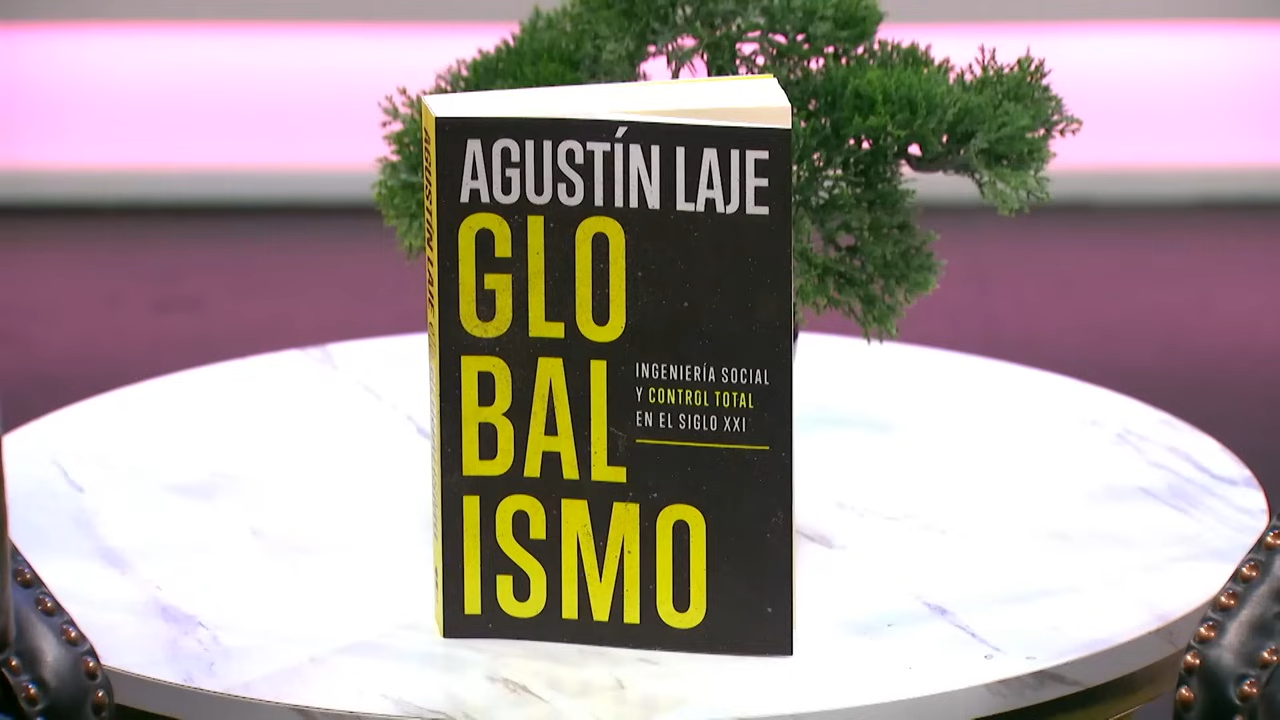 AGUSTÍN LAJE
GLO
BAL
ISMO
INGENIERÍA SOCIAL
Y CONTROL TOTAL
EN EL SIGLO XXI
AGUSTÍN LAJE